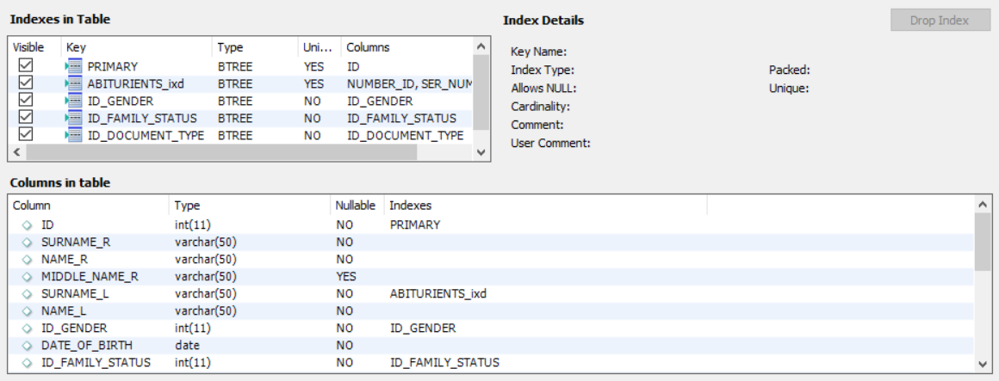 Indexes in Table
Visible Key Type Uni... Columns
PRIMARY BTREE YES ID
ABITURIENTS_ixd BTREE YES NUMBER_ID, SER_NUM
ID_GENDER BTREE NO ID_GENDER
ID_FAMILY_STATUS BTREE NO ID_FAMILY_STATUS
ID_DOCUMENT_TYPE BTREE NO ID_DOCUMENT_TYPE
Index Details
Drop Index
Key Name:
Index Type: Packed:
Allows NULL: Unique:
Cardinality:
Comment:
User Comment:
Columns in table
Column Type Nullable Indexes
ID int(11) NO PRIMARY
SURNAME_R varchar(50) NO
NAME_R varchar(50) NO
MIDDLE_NAME_R varchar(50) YES
SURNAME_L varchar(50) NO ABITURIENTS_ixd
NAME_L varchar(50) NO
ID_GENDER int(11) NO ID_GENDER
DATE_OF_BIRTH date NO
ID_FAMILY_STATUS int(11) NO ID_FAMILY_STATUS